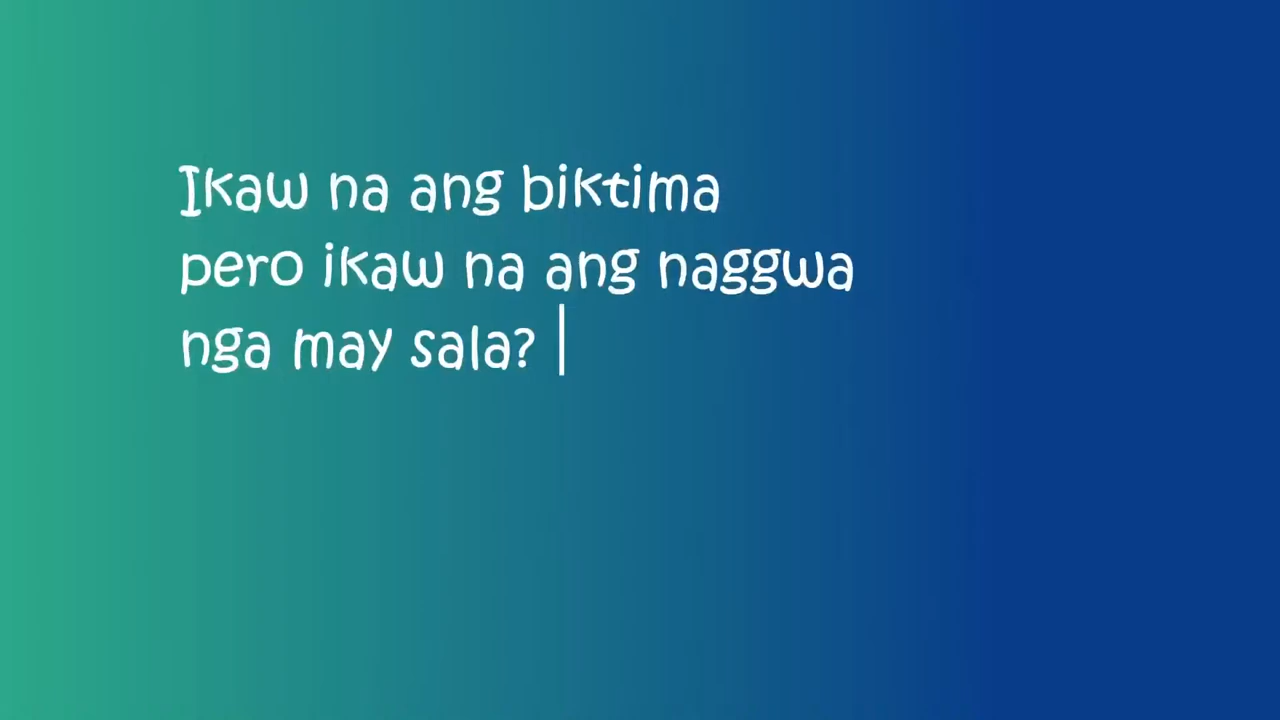 Ikaw na ang biktima
pero ikaw na ang naggwa
nga may sala?